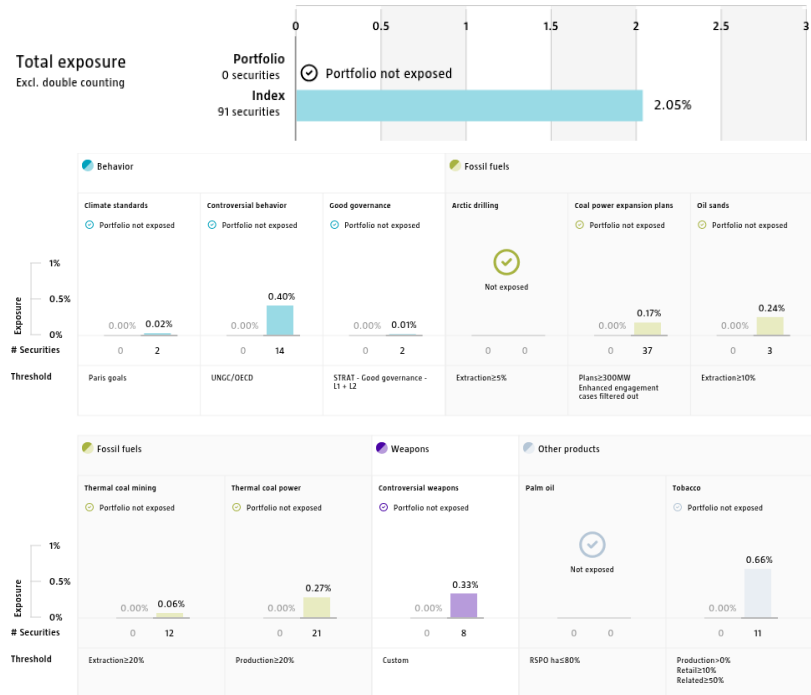 0 0.5 1 1.5 2 2.5 3
Total exposure
Excl. double counting
Portfolio
0 securities
Portfolio not exposed
Index
91 securities
2.05%
Behavior
Fossil fuels
Climate standards Controversial behavior Good governance Arctic drilling Coal power expansion plans Oil sands
Portfolio not exposed Portfolio not exposed Portfolio not exposed Portfolio not exposed Portfolio not exposed
Not exposed
Exposure
1%
0.5%
0%
0.00% 0.02% 0.00% 0.40% 0.00% 0.01% 0.00% 0.17% 0.00% 0.24%
# Securities 0 2 0 14 0 2 0 0 0 37 0 3
Threshold
Paris goals
UNGC/OECD
STRAT - Good governance -
L1 + L2
Extraction≥5%
Plans≥300MW
Enhanced engagement
cases filtered out
Extraction≥10%
Fossil fuels
Weapons
Other products
Thermal coal mining Thermal coal power Controversial weapons Palm oil Tobacco
Portfolio not exposed Portfolio not exposed Portfolio not exposed Portfolio not exposed
Not exposed
Exposure
1%
0.5%
0%
0.00% 0.06% 0.00% 0.27% 0.00% 0.33% 0.00% 0.66%
# Securities 0 12 0 21 0 8 0 0 0 11
Threshold
Extraction≥20%
Production≥20%
Custom
RSPO ha≤80%
Production>0%
Retail≥10%
Related≥50%